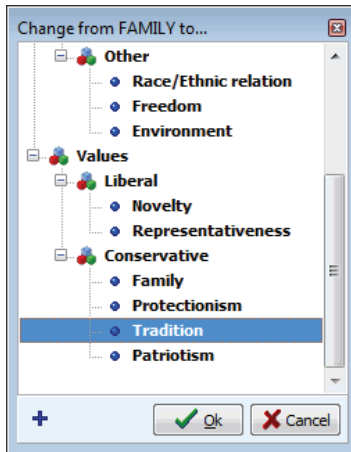 Change from FAMILY to...
Other
Race/Ethnic relation
Freedom
Environment
Values
Liberal
Novelty
Representativeness
Conservative
Family
Protectionism
Tradition
Patriotism
Ok Cancel